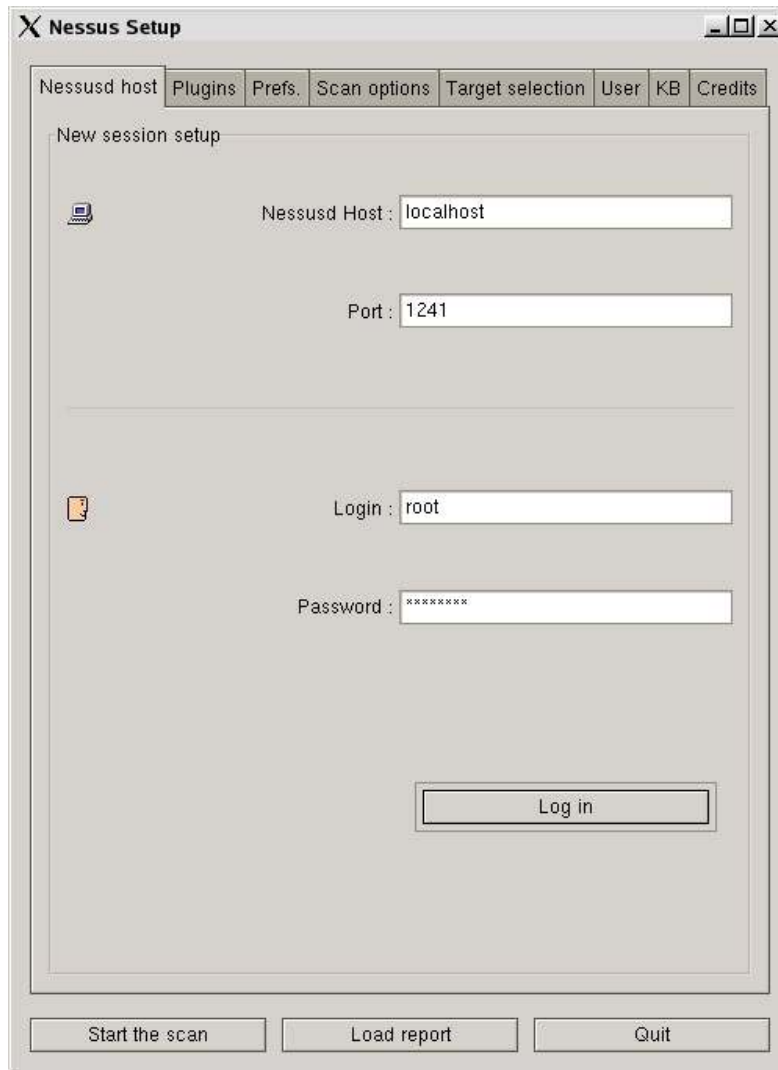 Nessus Setup
Nessusd host Plugins Prefs. Scan options Target selection User KB Credits
New session setup
Nessusd Host : localhost
Port : 1241
Login : root
Password : ********
Log in
Start the scan Load report Quit